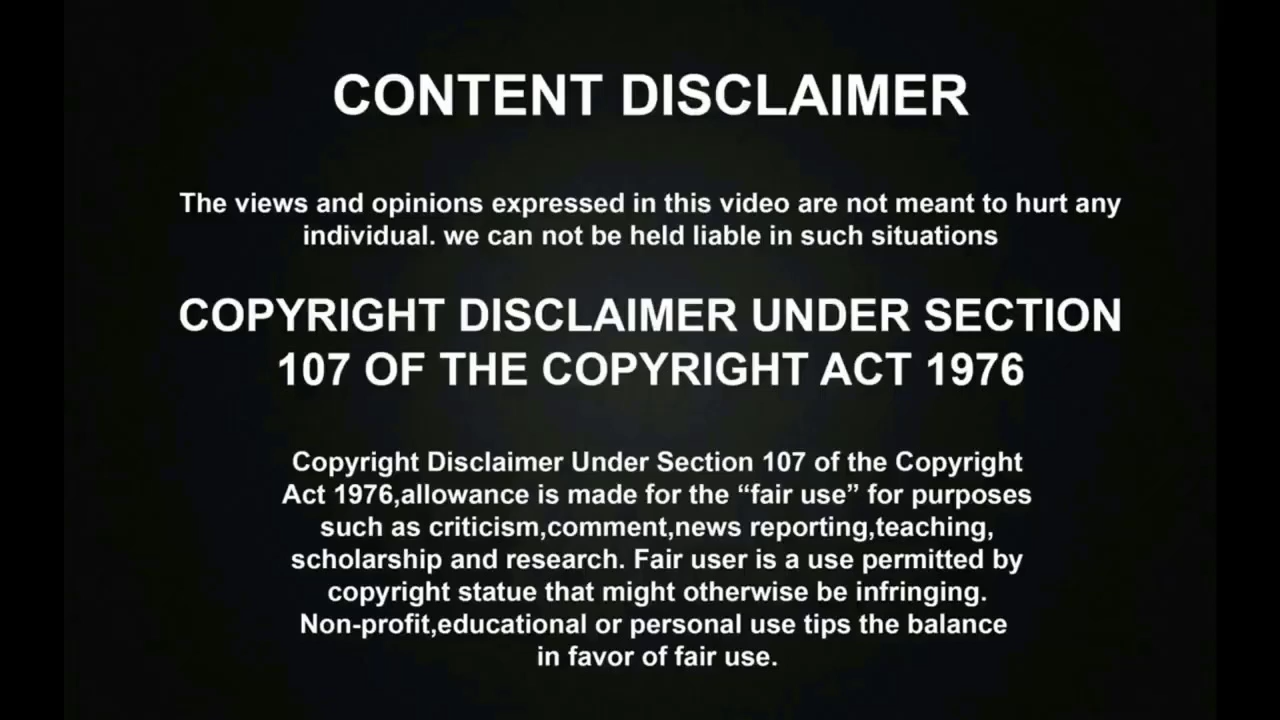 CONTENT DISCLAIMER
The views and opinions expressed in this video are not meant to hurt any
individual. we can not be held liable in such situations
COPYRIGHT DISCLAIMER UNDER SECTION
107 OF THE COPYRIGHT ACT 1976
Copyright Disclaimer Under Section 107 of the Copyright
Act 1976,allowance is made for the “fair use” for purposes
such as criticism,comment,news reporting,teaching,
scholarship and research. Fair user is a use permitted by
copyright statue that might otherwise be infringing.
Non-profit,educational or personal use tips the balance
in favor of fair use.